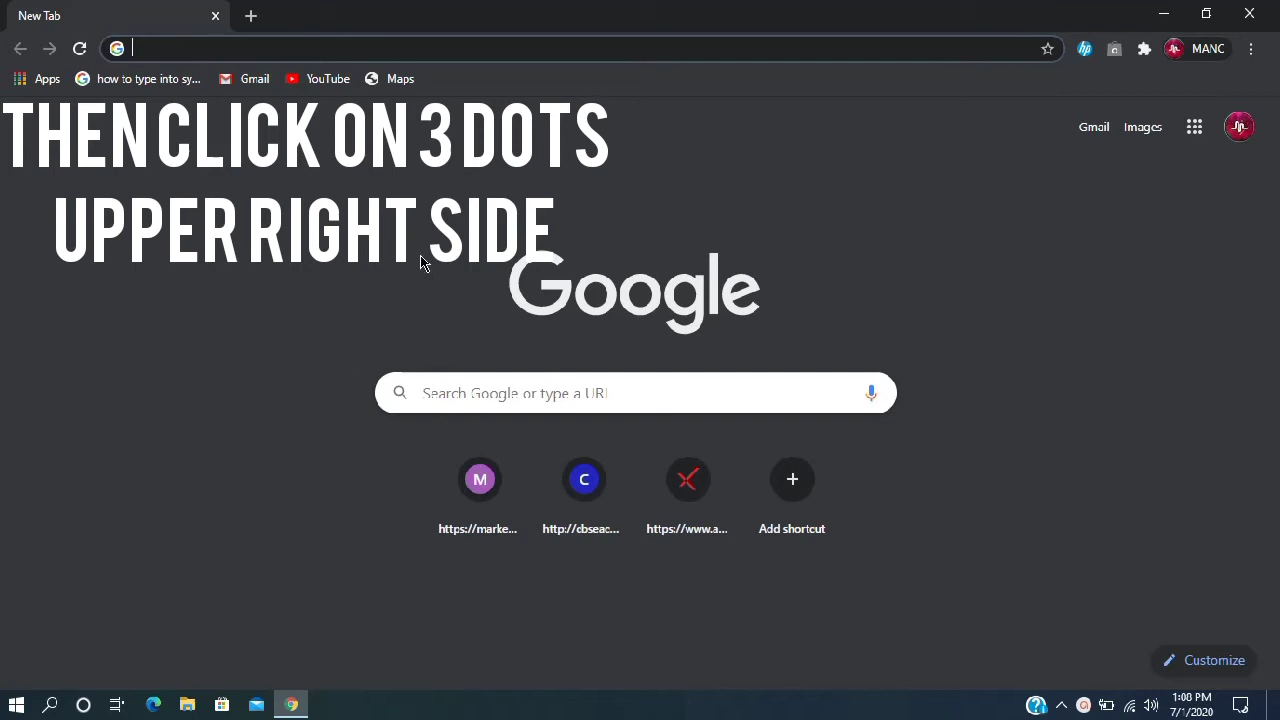 New Tab
MANC
Apps
how to type into sy...
Gmail
YouTube
Maps
THEN CLICK ON 3 DOTS
UPPER RIGHT SIDE
Gmail
Images
Google
Search Google or type a URL
M
C
https://marke...
http://cbseac...
https://www.a...
Add shortcut
Customize
1:08 PM
7/1/2020